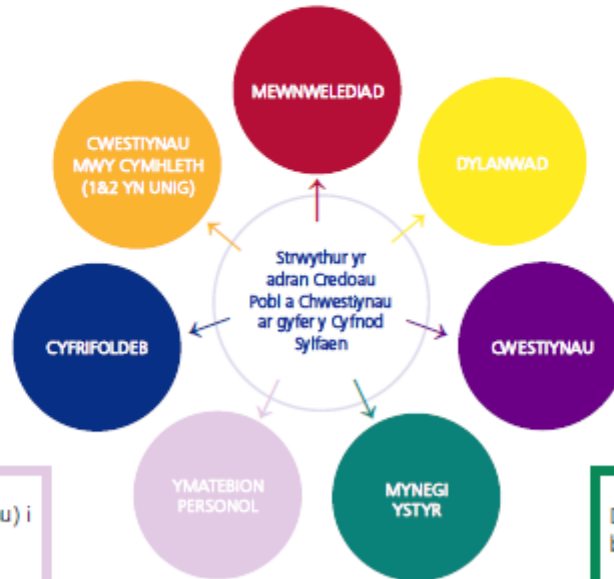 MEWNWELEDIAD
CWESTIYNAU
MWY CYMHLETH
(1&2 YN UNIG)
DYLANWAD
Strwythur yr
adran Credoau
Pobl a Chwestiynau
ar gyfer y Cyfnod
Sylfaen
CYFRIFOLDEB
CWESTIYNAU
YMATEBION
PERSONOL
MYNEGI
YSTYR
i